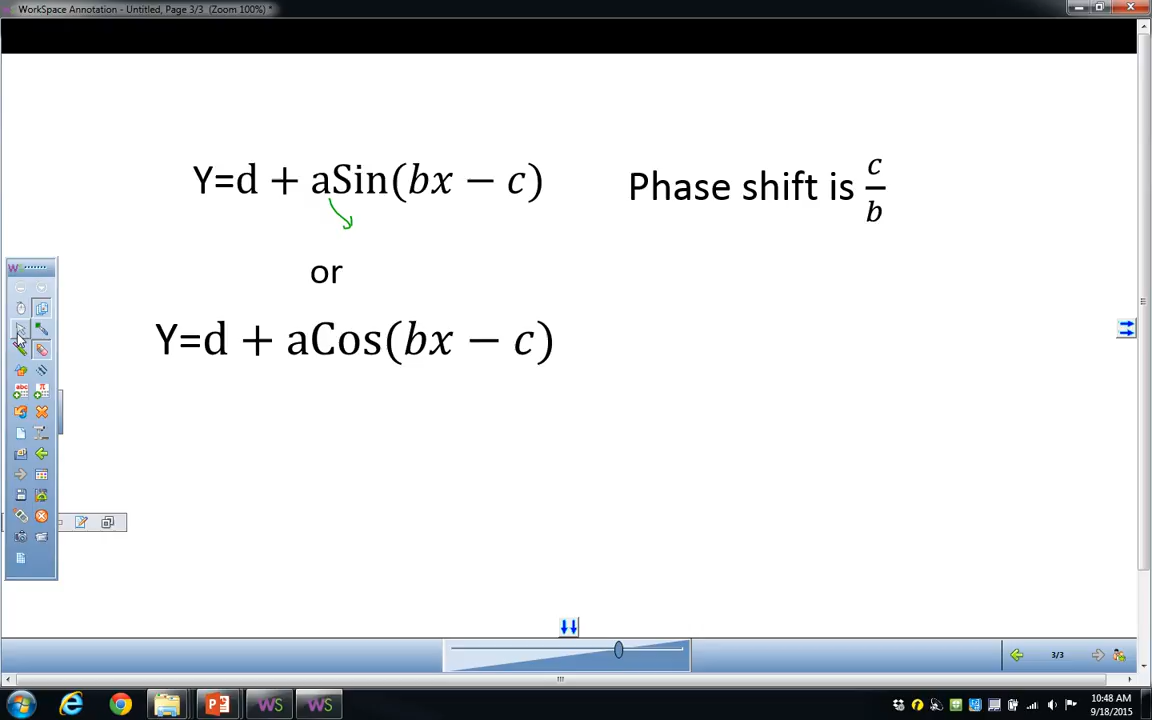 WorkSpace Annotation - Untitled, Page 3/3 (Zoom 100%) *
Y=d + aSin(bx − c)
Phase shift is c/b
or
Y=d + aCos(bx − c)
3/3
10:48 AM
9/18/2015